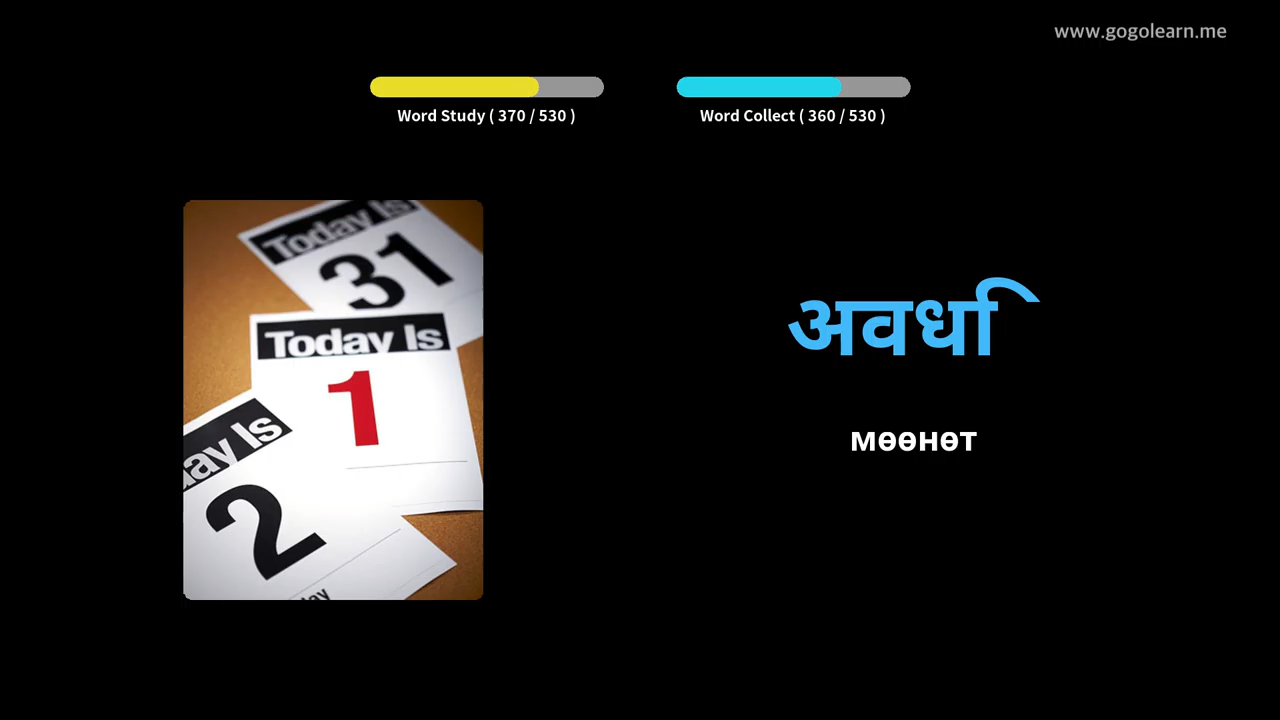 www.gogolearn.me
Word Study ( 370 / 530 )
Word Collect ( 360 / 530 )
Today Is
31
Today Is
1
ay Is
2
day
अवधि
мөөнөт